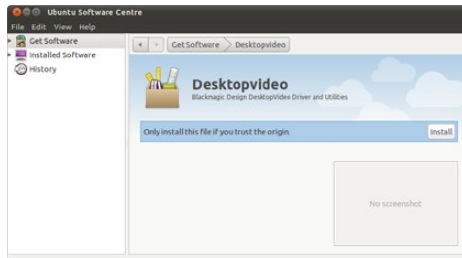 Ubuntu Software Centre
File Edit View Help
Get Software
Installed Software
History
Get Software Desktopvideo
Desktopvideo
Blackmagic Design DesktopVideo Driver and Utilities
Only install this file if you trust the origin.
Install
No screenshot